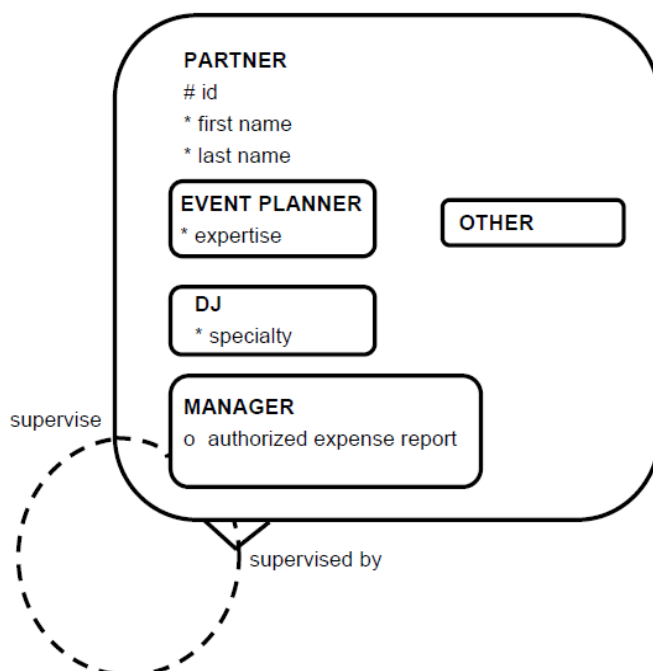 PARTNER
# id
* first name
* last name
EVENT PLANNER
* expertise
OTHER
DJ
* specialty
MANAGER
o authorized expense report
supervise
supervised by